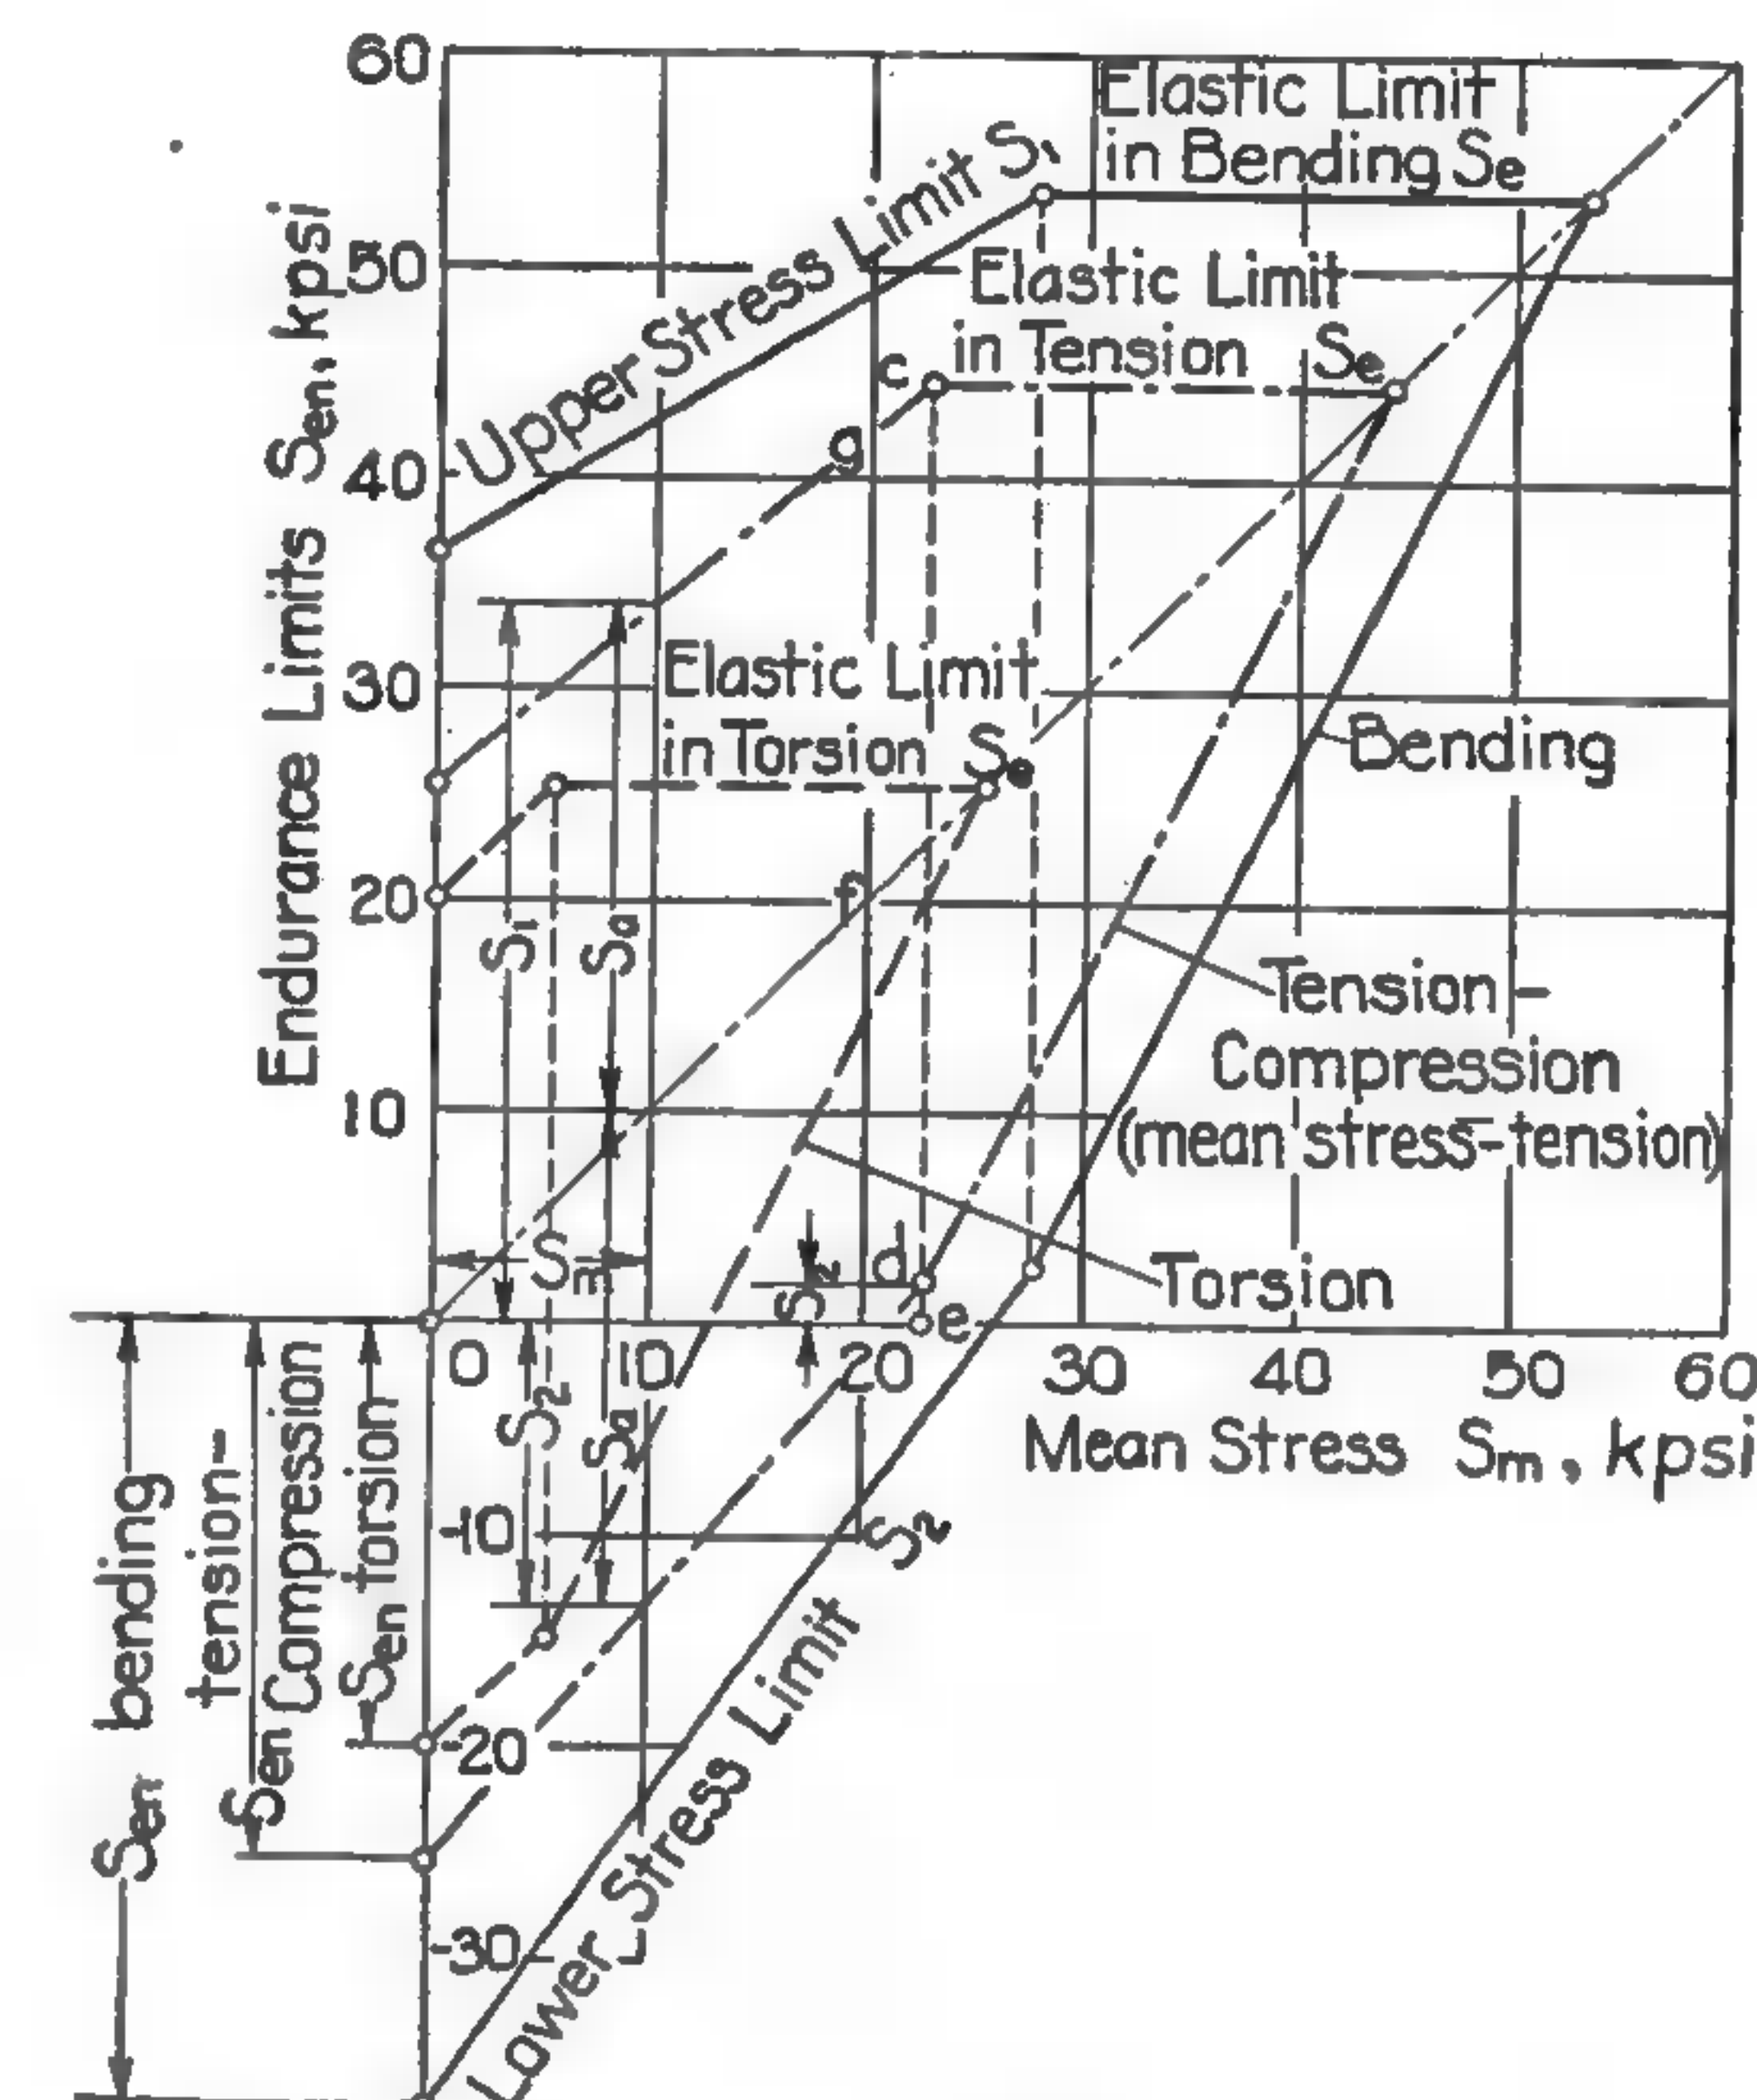 60
50
40
30
20
10
Endurance Limits Sen, kpsi
Upper Stress Limit S1
Elastic Limit
in Bending Se
Elastic Limit
in Tension Se
c
g
Elastic Limit
in Torsion Se
f
S1
Sa
Bending
Tension-
Compression
(mean stress-tension)
Torsion
Sm
S2
d
e
0
10
20
30
40
50
60
Mean Stress Sm, kpsi
S2
Sa
-10
-20
-30
Lower Stress Limit S2
Sen bending
tension-
Sen Compression
Sen torsion